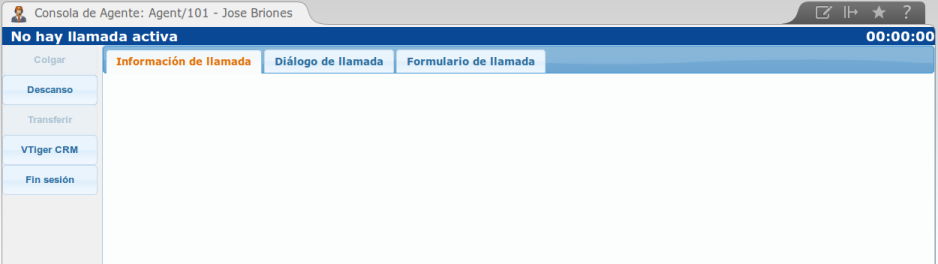 Consola de Agente: Agent/101 - Jose Briones
?
No hay llamada activa 00:00:00
Colgar
Información de llamada Diálogo de llamada Formulario de llamada
Descanso
Transferir
VTiger CRM
Fin sesión